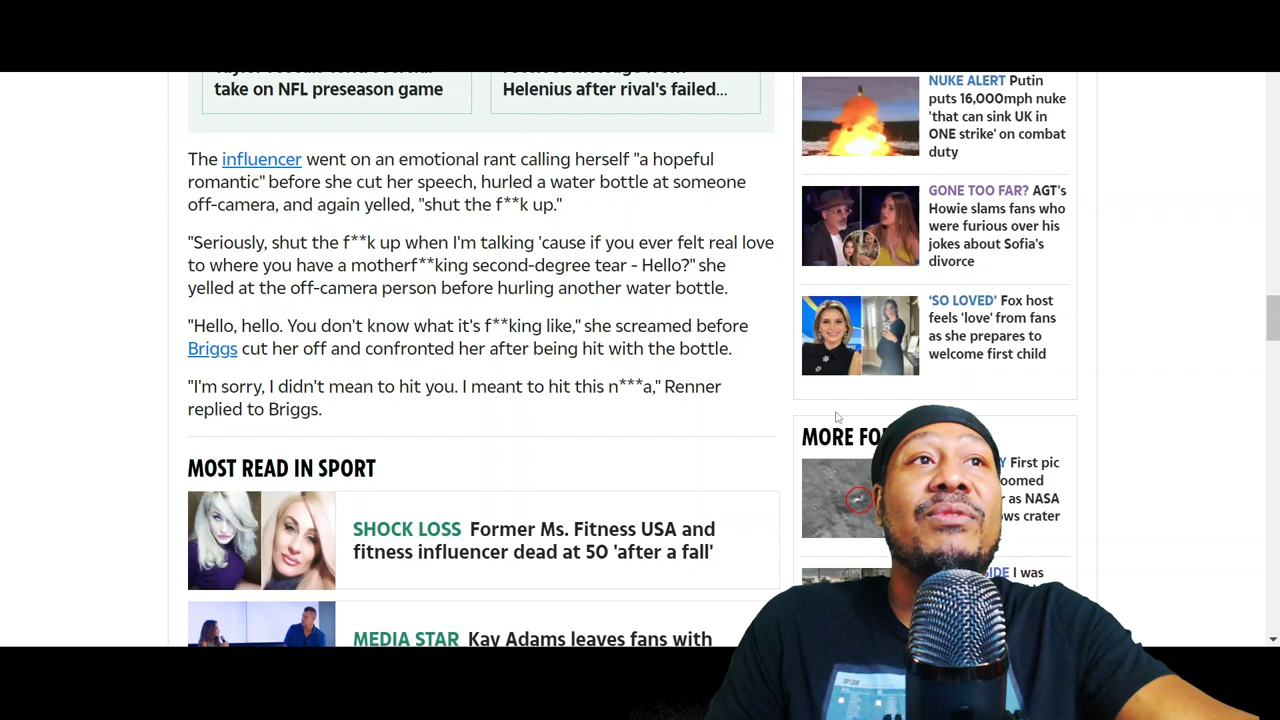 take on NFL preseason game
Helenius after rival's failed...
The influencer went on an emotional rant calling herself "a hopeful
romantic" before she cut her speech, hurled a water bottle at someone
off-camera, and again yelled, "shut the f**k up."
"Seriously, shut the f**k up when I'm talking 'cause if you ever felt real love
to where you have a motherf**king second-degree tear - Hello?" she
yelled at the off-camera person before hurling another water bottle.
"Hello, hello. You don't know what it's f**king like," she screamed before
Briggs cut her off and confronted her after being hit with the bottle.
"I'm sorry, I didn't mean to hit you. I meant to hit this n***a," Renner
replied to Briggs.
MOST READ IN SPORT
SHOCK LOSS Former Ms. Fitness USA and
fitness influencer dead at 50 'after a fall'
MEDIA STAR Kay Adams leaves fans with
NUKE ALERT Putin
puts 16,000mph nuke
'that can sink UK in
ONE strike' on combat
duty
GONE TOO FAR? AGT's
Howie slams fans who
were furious over his
jokes about Sofia's
divorce
'SO LOVED' Fox host
feels 'love' from fans
as she prepares to
welcome first child
MORE FO
Y First pic
oomed
r as NASA
ws crater
IDE I was